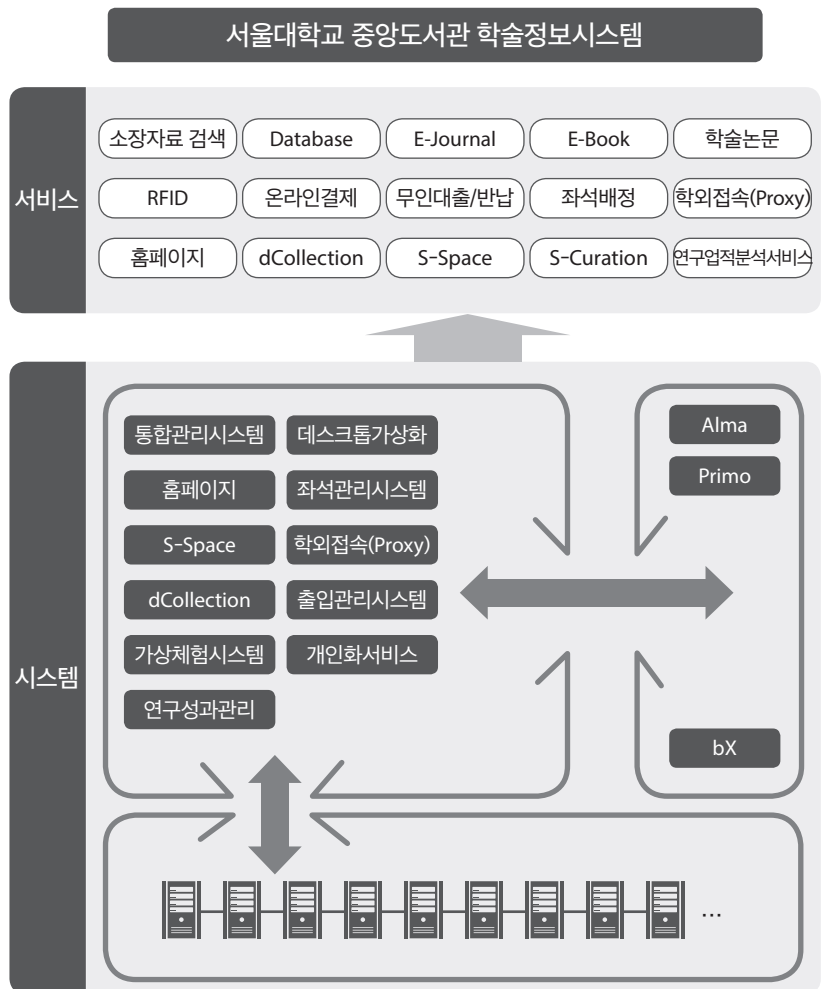 서울대학교 중앙도서관 학술정보시스템
서비스
소장자료 검색 Database E-Journal E-Book 학술논문
RFID 온라인결제 무인대출/반납 좌석배정 학외접속(Proxy)
홈페이지 dCollection S-Space S-Curation 연구업적분석서비스
시스템
통합관리시스템 데스크톱가상화
홈페이지 좌석관리시스템
S-Space 학외접속(Proxy)
dCollection 출입관리시스템
가상체험시스템 개인화서비스
연구성과관리
Alma
Primo
bX
...